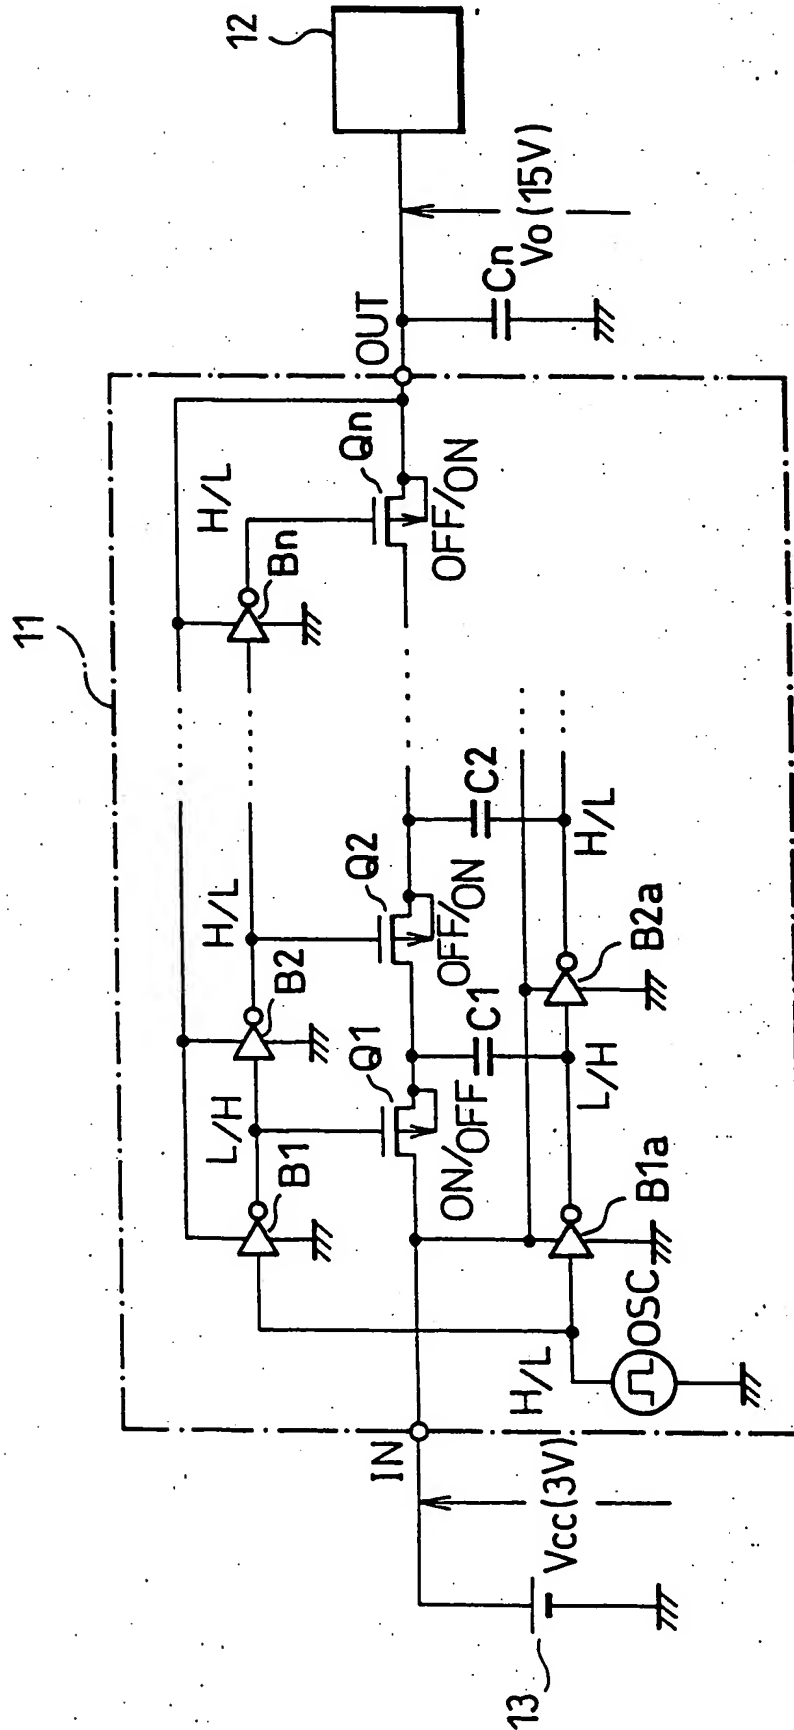 11
12
13
IN
Vcc(3V)
H/L
OSC
B1
B1a
L/H
Q1
ON/OFF
C1
L/H
B2
B2a
H/L
Q2
OFF/ON
C2
H/L
Bn
H/L
Qn
OFF/ON
OUT
Cn
Vo(15V)